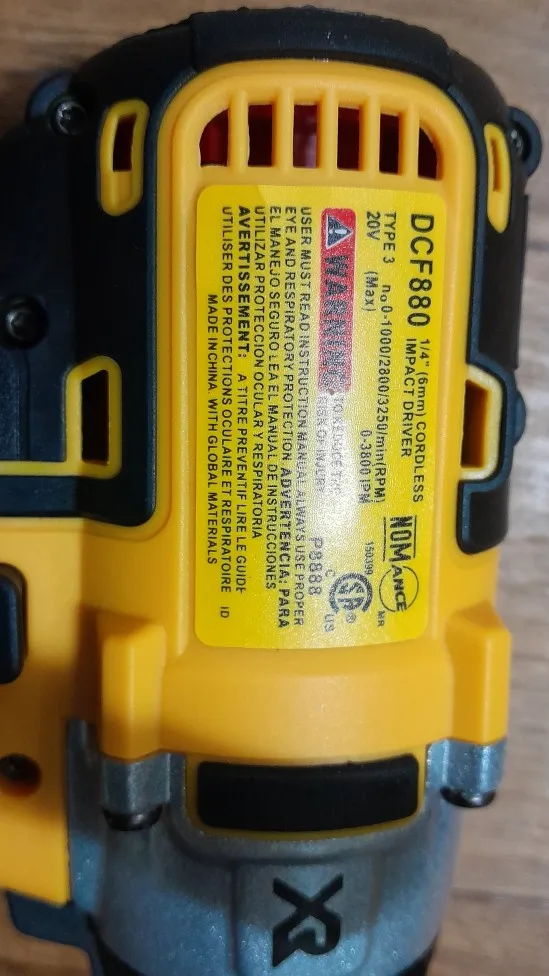 DCF880 1/4" (6mm) CORDLESS
IMPACT DRIVER
TYPE 3 n₀0-1000/2800/3250/min(RPM)
20V (Max) 0-3800 IPM
NOM ANCE
150399
MR
WARNING: TO REDUCE THE
RISK OF INJURY
P8888
C US
SA ®
USER MUST READ INSTRUCTION MANUAL. ALWAYS USE PROPER
EYE AND RESPIRATORY PROTECTION. ADVERTENCIA: PARA
EL MANEJO SEGURO LEA EL MANUAL DE INSTRUCCIONES
UTILIZAR PROTECCION OCULAR Y RESPIRATORIA
AVERTISSEMENT: A TITRE PREVENTIF LIRE LE GUIDE
UTILISER DES PROTECTIONS OCULAIRE ET RESPIRATOIRE ID
MADE IN CHINA WITH GLOBAL MATERIALS
XR